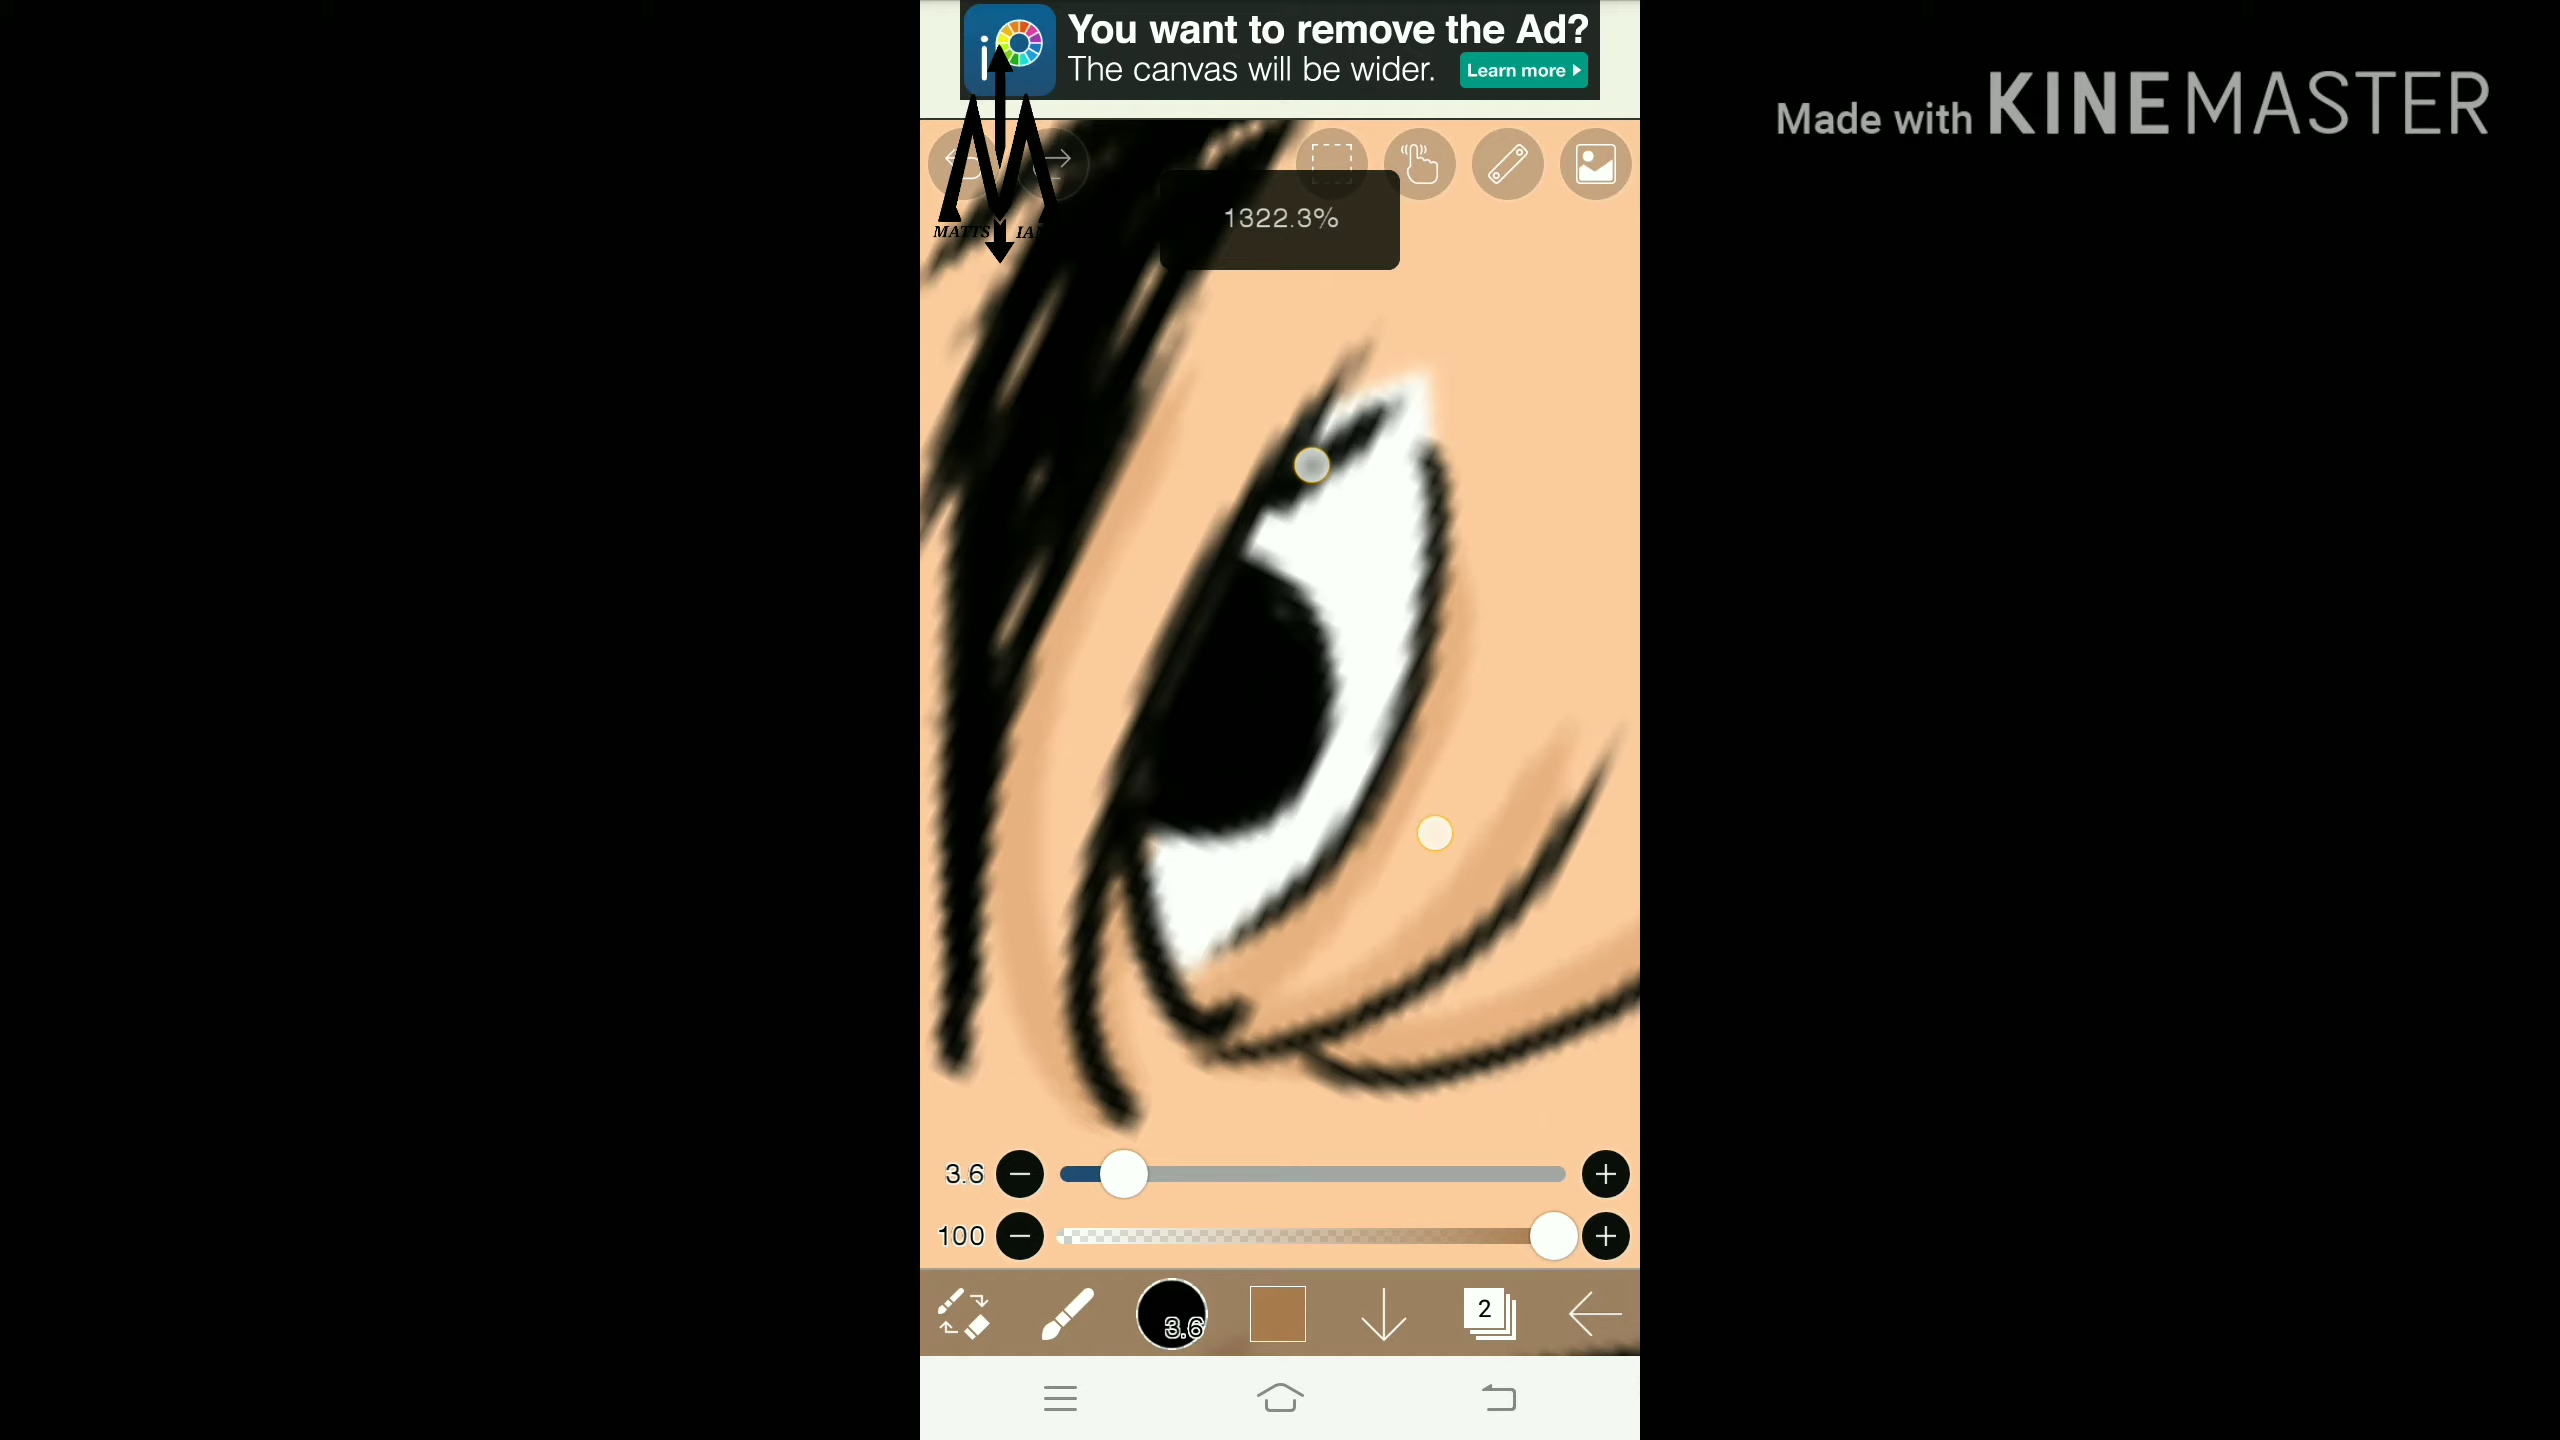 You want to remove the Ad?
The canvas will be wider.
Learn more
Made with KINEMASTER
MATTS
1322.3%
3.6
100
3.6
2